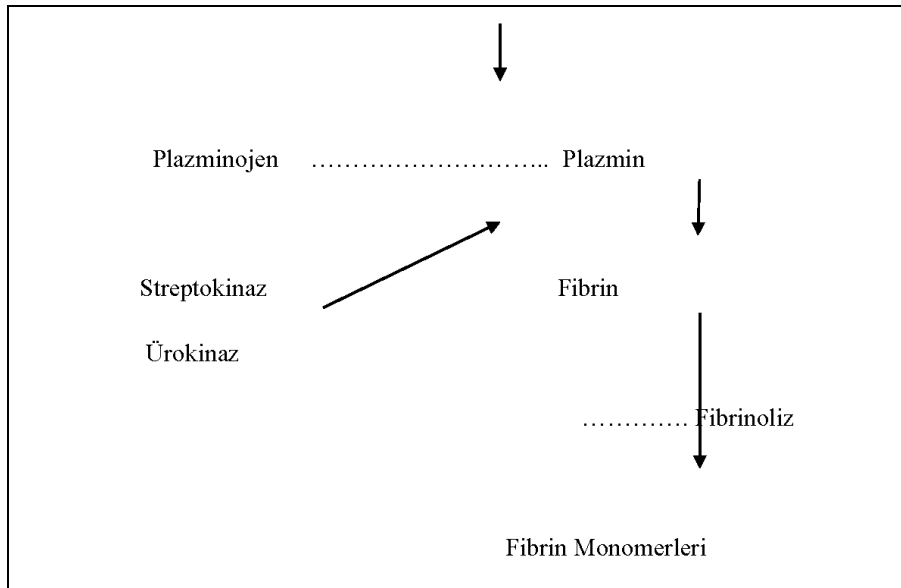 Plazminojen ……………………….. Plazmin
Streptokinaz Fibrin
Ürokinaz
…………. Fibrinoliz
Fibrin Monomerleri